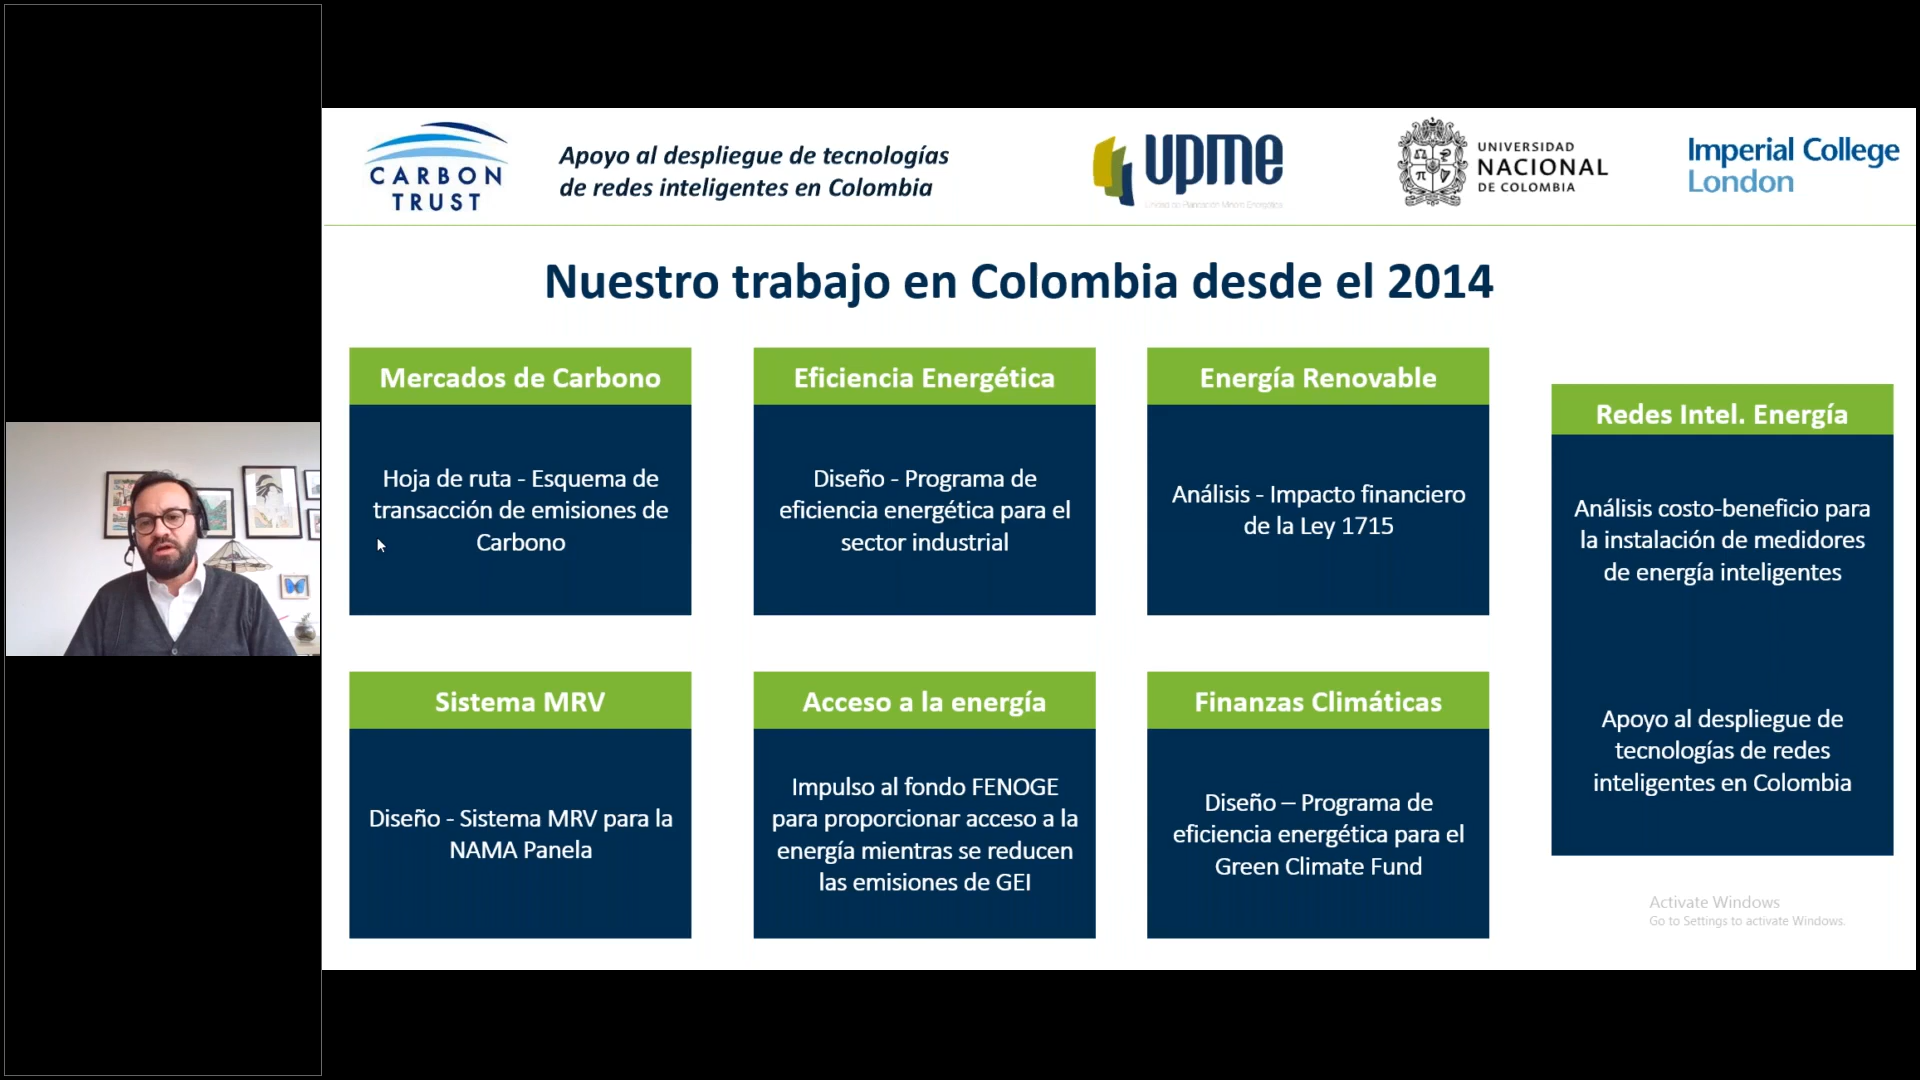 CARBON
TRUST
Apoyo al despliegue de tecnologías
de redes inteligentes en Colombia
upme
Unidad de Planeación Minero Energética
UNIVERSIDAD
NACIONAL
DE COLOMBIA
Imperial College
London
Nuestro trabajo en Colombia desde el 2014
Mercados de Carbono
Hoja de ruta - Esquema de
transacción de emisiones de
Carbono
Eficiencia Energética
Diseño - Programa de
eficiencia energética para el
sector industrial
Energía Renovable
Análisis - Impacto financiero
de la Ley 1715
Redes Intel. Energía
Análisis costo-beneficio para
la instalación de medidores
de energía inteligentes
Apoyo al despliegue de
tecnologías de redes
inteligentes en Colombia
Sistema MRV
Diseño - Sistema MRV para la
NAMA Panela
Acceso a la energía
Impulso al fondo FENOGE
para proporcionar acceso a la
energía mientras se reducen
las emisiones de GEI
Finanzas Climáticas
Diseño – Programa de
eficiencia energética para el
Green Climate Fund
Activate Windows
Go to Settings to activate Windows.